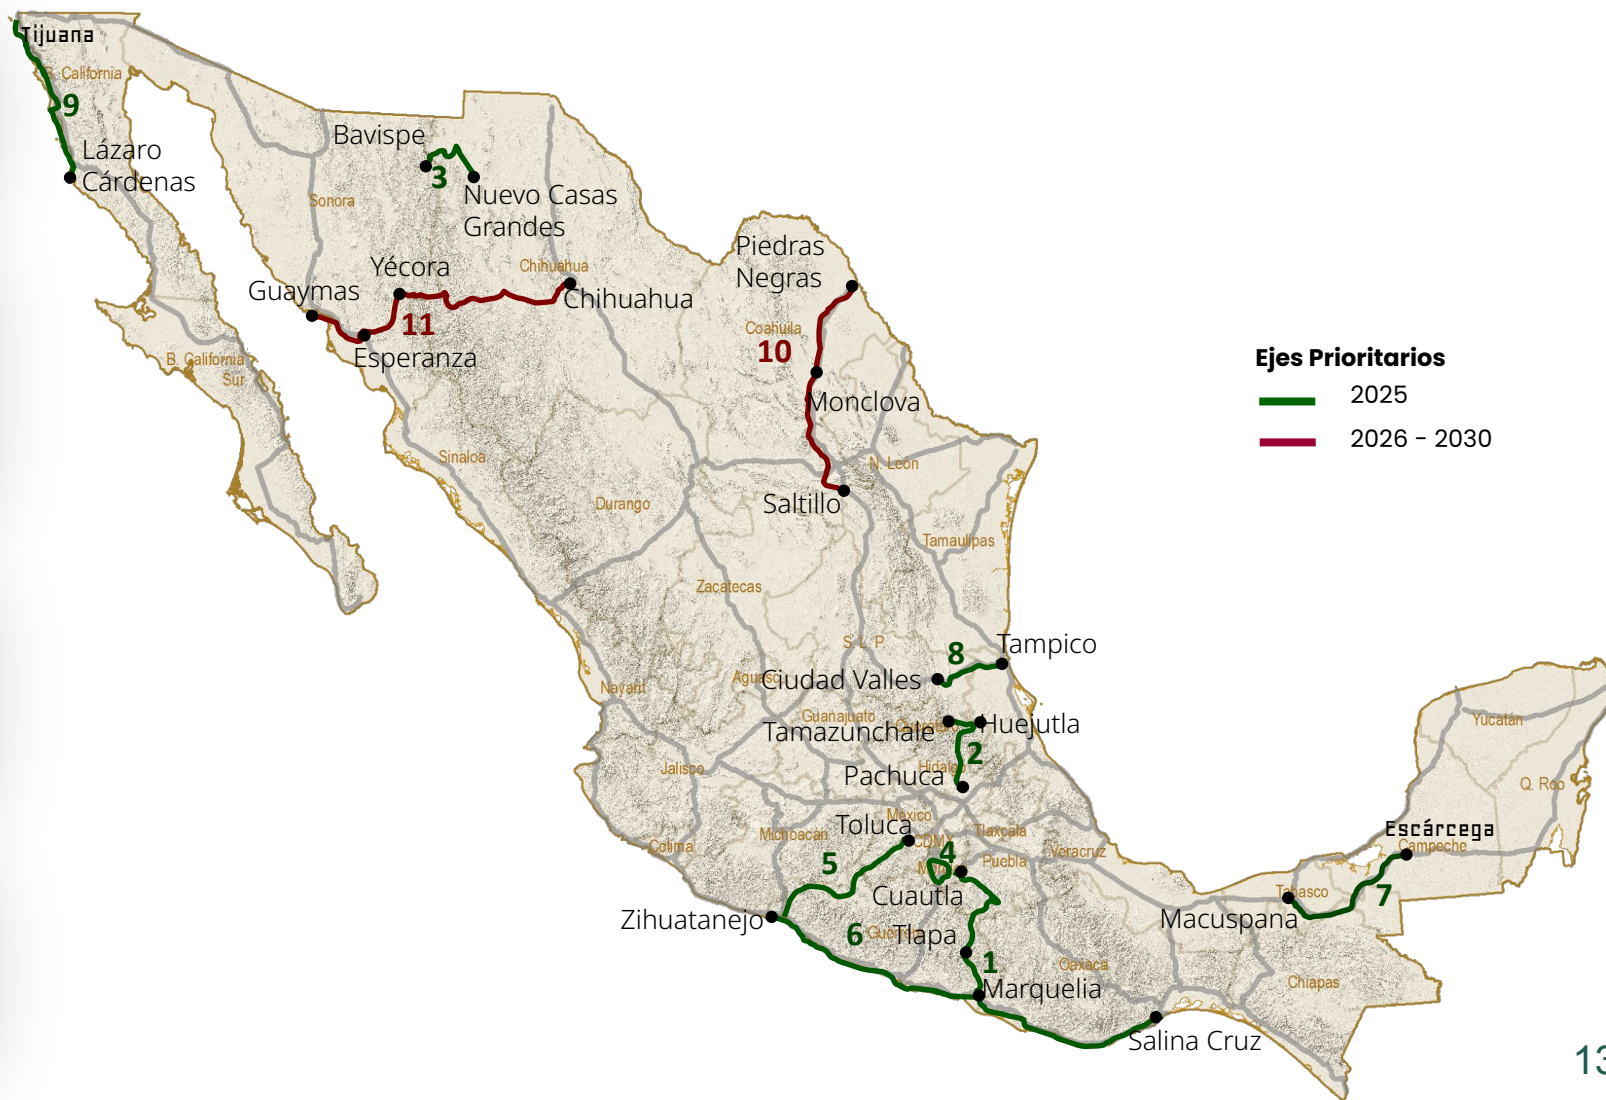 Tijuana
B. California
9
Lázaro
Cárdenas
Bavispe
3
Nuevo Casas
Grandes
Sonora
Yécora
Chihuahua
Guaymas
Chihuahua
11
Esperanza
Piedras
Negras
Coahuila
10
Monclova
B. California
Sur
Sinaloa
N. Leon
Saltillo
Durango
Tamaulipas
Zacatecas
Ejes Prioritarios
2025
2026 - 2030
S. L. P
8
Tampico
Ciudad Valles
Nayarit
Guanajuato
Tamazunchale
Huejutla
2
Jalisco
Pachuca
Yucatán
Q. Roo
Michoacán
Toluca
México
CDMX
Tlaxcala
Colima
5
4
Puebla
Veracruz
Escárcega
Campeche
Cuautla
Tabasco
7
Zihuatanejo
6
Tlapa
Macuspana
1
Oaxaca
Marquelia
Chiapas
Salina Cruz
13